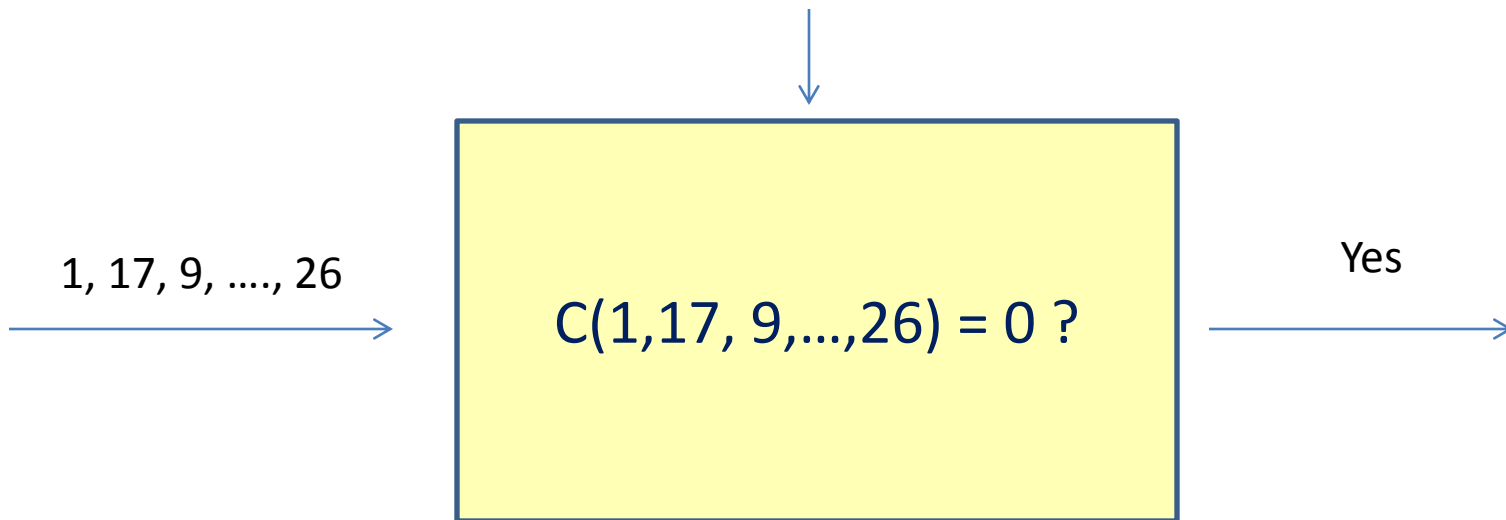 1, 17, 9, …., 26
C(1,17, 9,…,26) = 0 ?
Yes